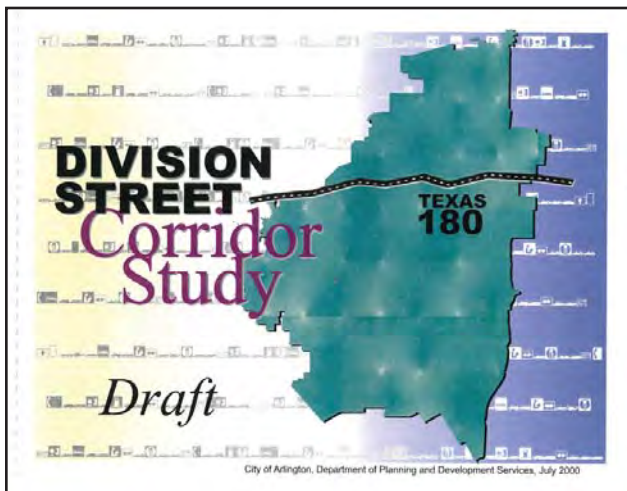 DIVISION
STREET
Corridor
Study
TEXAS
180
Draft
City of Arlington, Department of Planning and Development Services, July 2000